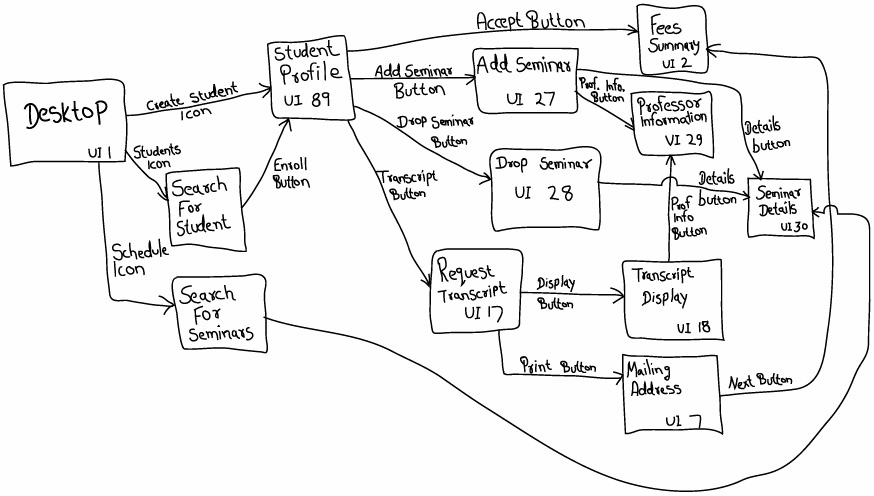 Accept Button
Fees
Summary
UI 2
Student
Profile
UI 89
Add Seminar
Button
Add Seminar
UI 27
Prof. Info.
Button
Professor
Information
UI 29
Details
button
Desktop
UI 1
Create Student
Icon
Drop Seminar
Button
Students
Icon
Search
For
Student
Enroll
Button
Transcript
Button
Drop Seminar
UI 28
Details
button
Prof
Info
Button
Seminar
Details
UI 30
Schedule
Icon
Search
For
Seminars
Request
Transcript
UI 17
Display
Button
Transcript
Display
UI 18
Print Button
Mailing
Address
UI 7
Next Button